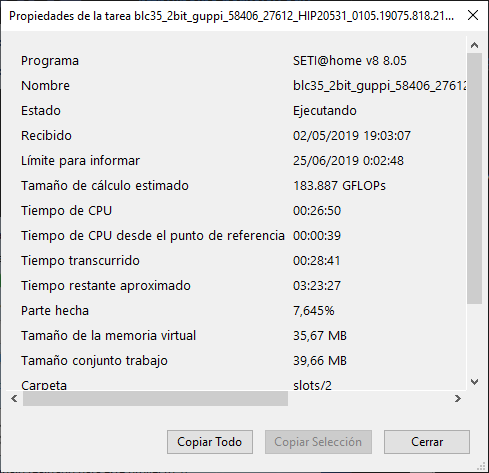 Propiedades de la tarea blc35_2bit_guppi_58406_27612_HIP20531_0105.19075.818.21...
Programa SETI@home v8 8.05
Nombre blc35_2bit_guppi_58406_27612
Estado Ejecutando
Recibido 02/05/2019 19:03:07
Límite para informar 25/06/2019 0:02:48
Tamaño de cálculo estimado 183.887 GFLOPs
Tiempo de CPU 00:26:50
Tiempo de CPU desde el punto de referencia 00:00:39
Tiempo transcurrido 00:28:41
Tiempo restante aproximado 03:23:27
Parte hecha 7,645%
Tamaño de la memoria virtual 35,67 MB
Tamaño conjunto trabajo 39,66 MB
Carpeta slots/2
Copiar Todo Copiar Selección Cerrar